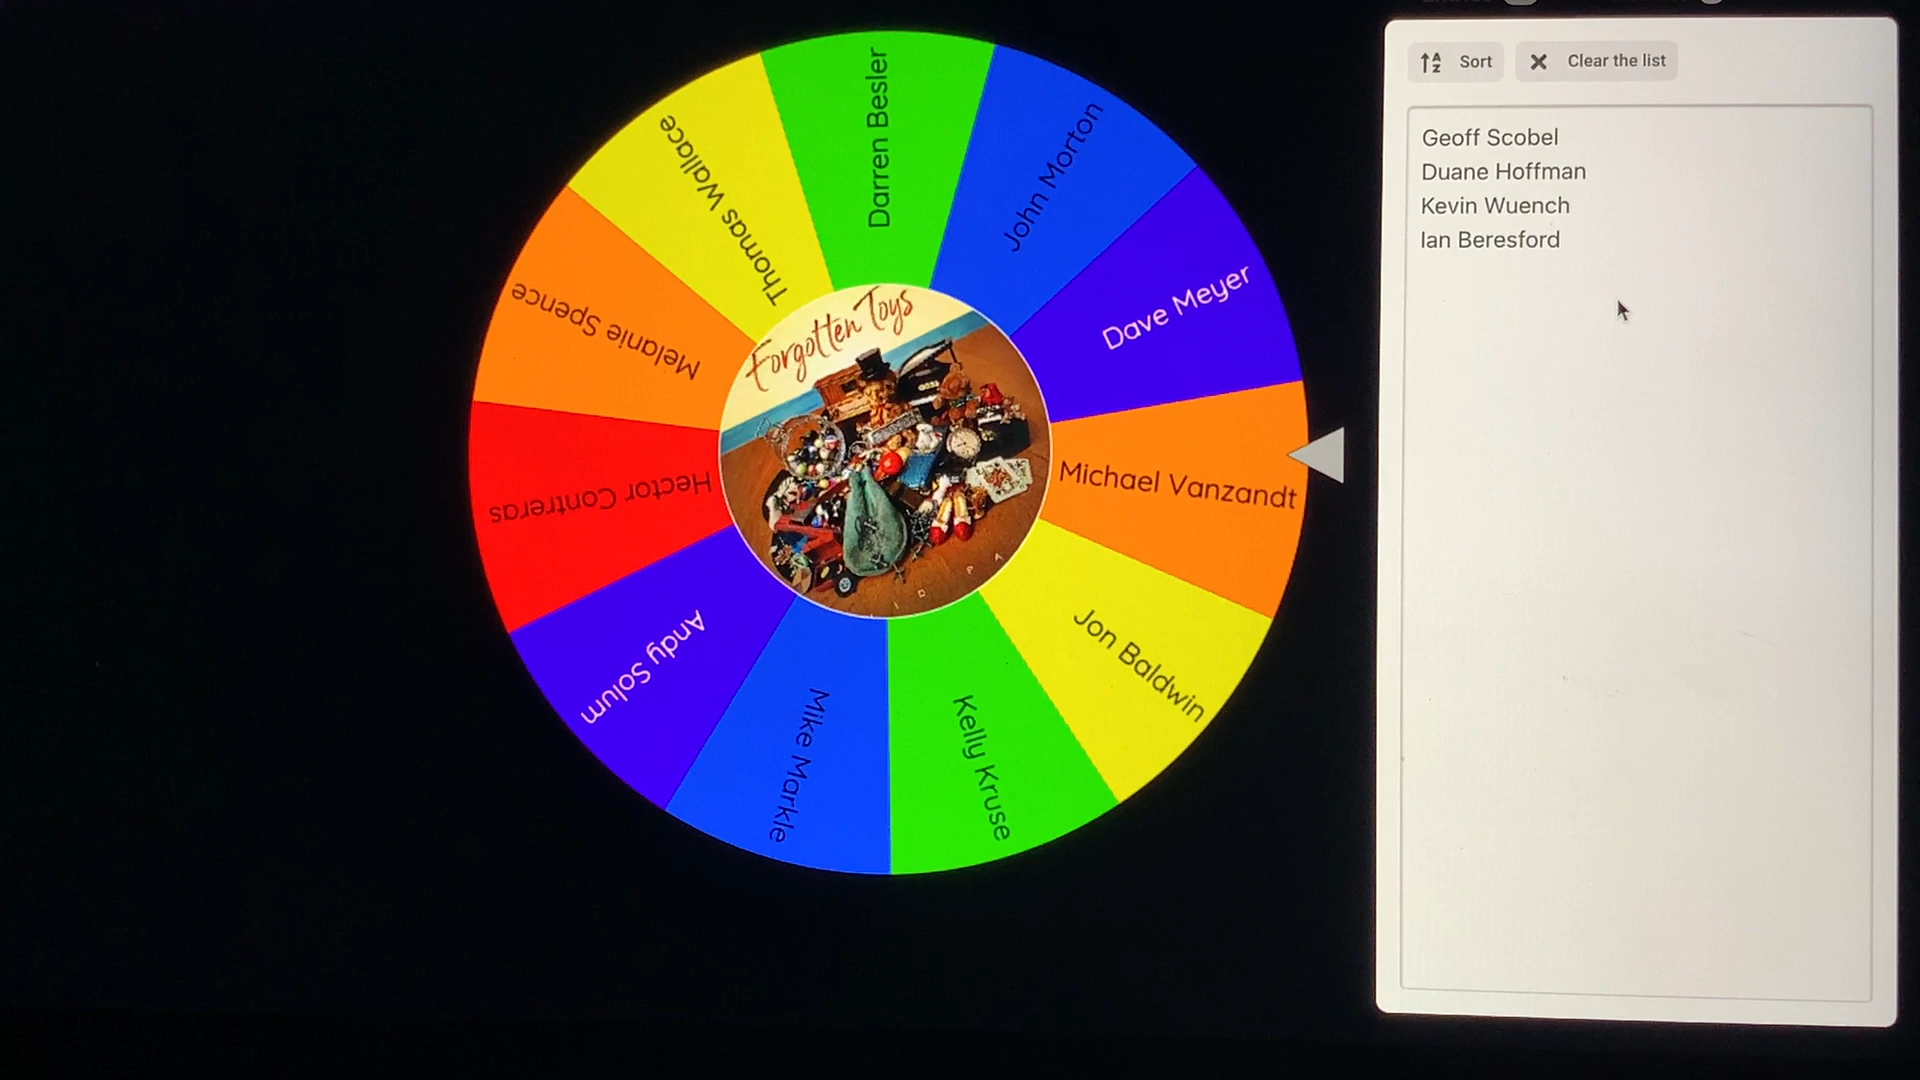 Darren Besler
John Morton
Dave Meyer
Michael Vanzandt
Jon Baldwin
Kelly Kruse
Mike Markle
Andy Solum
Hector Contreras
Melanie Spence
Thomas Wallace
Forgotten Toys
Sort
Clear the list
Geoff Scobel
Duane Hoffman
Kevin Wuench
Ian Beresford